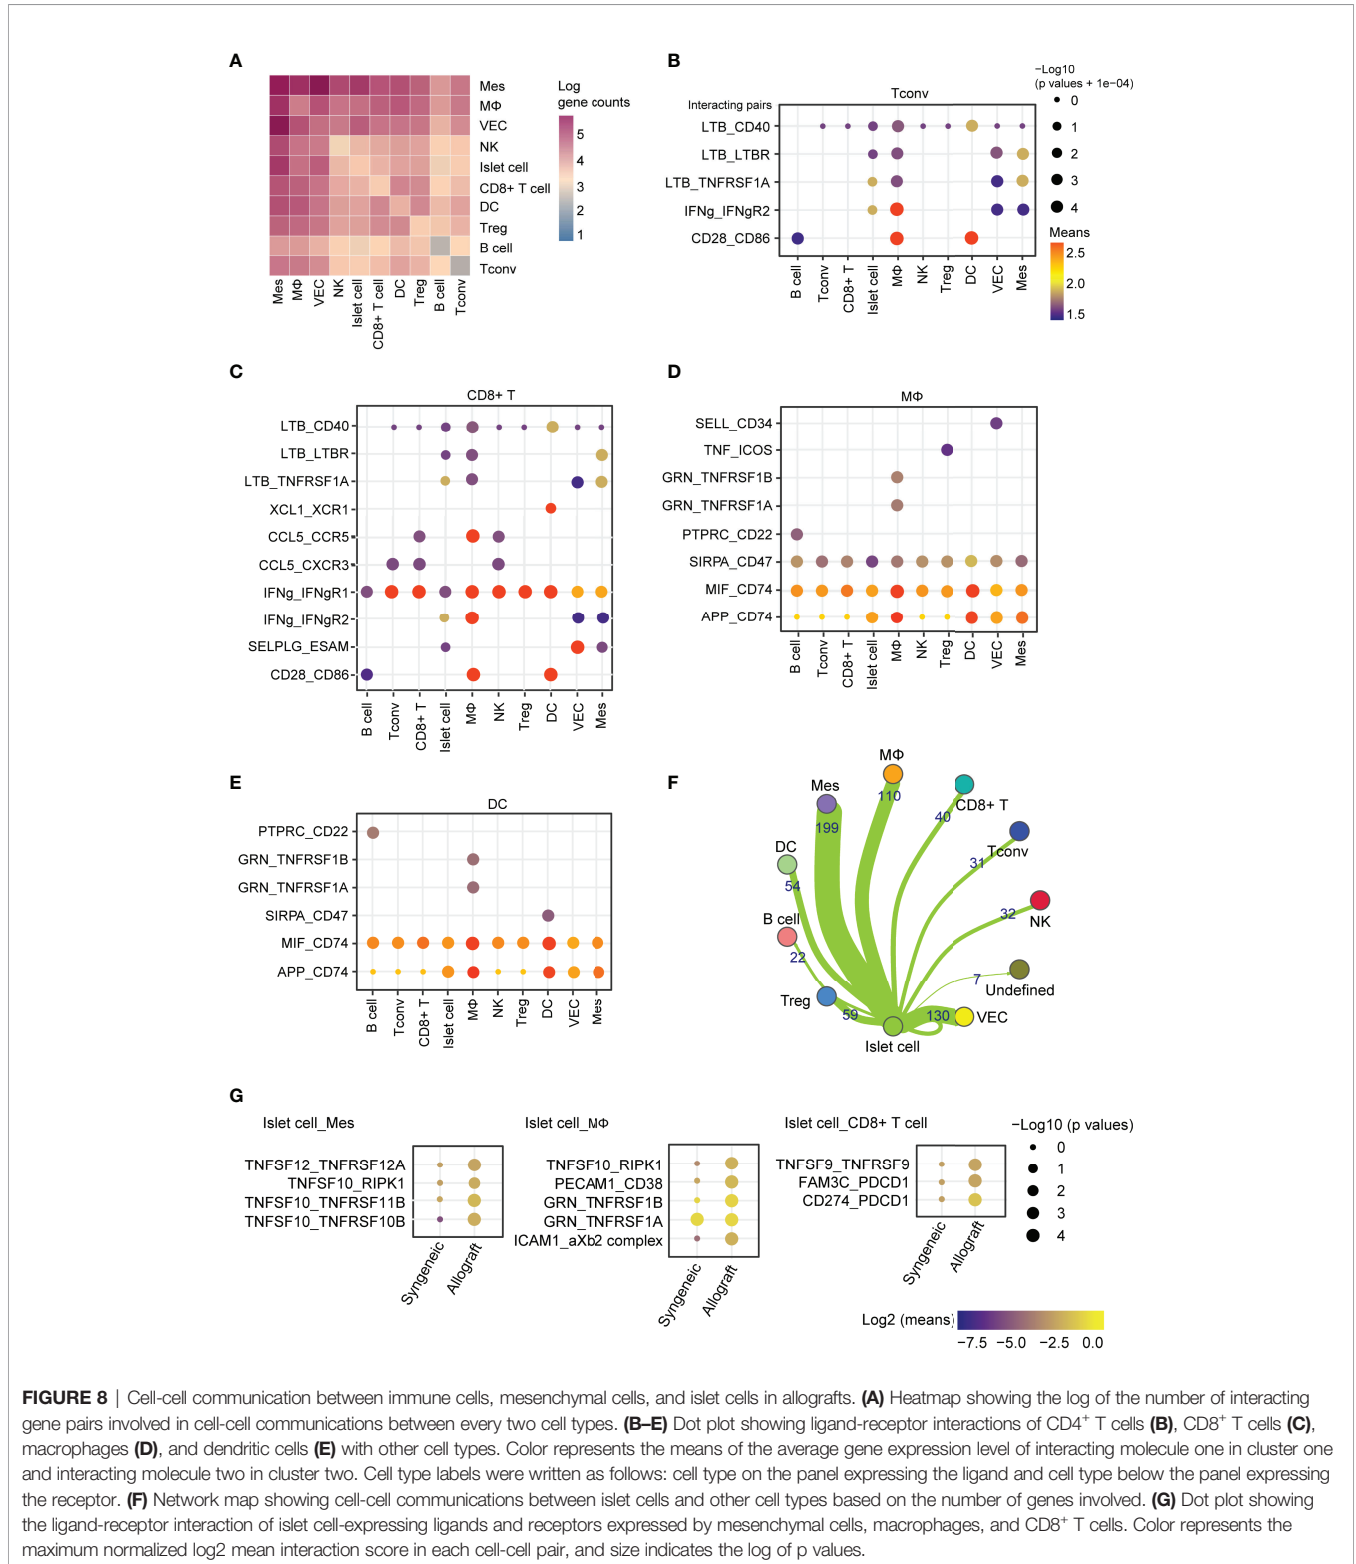 A
Mes
MΦ
VEC
NK
Islet cell
CD8+ T cell
DC
Treg
B cell
Tconv
Mes
MΦ
VEC
NK
Islet cell
CD8+ T cell
DC
Treg
B cell
Tconv
Log
gene counts
5
4
3
2
1
B
Tconv
Interacting pairs
LTB_CD40
LTB_LTBR
LTB_TNFRSF1A
IFNg_IFNgR2
CD28_CD86
B cell
Tconv
CD8+ T
Islet cell
MΦ
NK
Treg
DC
VEC
Mes
−Log10
(p values + 1e−04)
0
1
2
3
4
Means
2.5
2.0
1.5
C
CD8+ T
LTB_CD40
LTB_LTBR
LTB_TNFRSF1A
XCL1_XCR1
CCL5_CCR5
CCL5_CXCR3
IFNg_IFNgR1
IFNg_IFNgR2
SELPLG_ESAM
CD28_CD86
B cell
Tconv
CD8+ T
Islet cell
MΦ
NK
Treg
DC
VEC
Mes
D
MΦ
SELL_CD34
TNF_ICOS
GRN_TNFRSF1B
GRN_TNFRSF1A
PTPRC_CD22
SIRPA_CD47
MIF_CD74
APP_CD74
B cell
Tconv
CD8+ T
Islet cell
MΦ
NK
Treg
DC
VEC
Mes
E
DC
PTPRC_CD22
GRN_TNFRSF1B
GRN_TNFRSF1A
SIRPA_CD47
MIF_CD74
APP_CD74
B cell
Tconv
CD8+ T
Islet cell
MΦ
NK
Treg
DC
VEC
Mes
F
MΦ
110
Mes
199
CD8+ T
40
Tconv
31
DC
54
NK
32
B cell
22
Undefined
7
Treg
59
130
VEC
Islet cell
G
Islet cell_Mes
TNFSF12_TNFRSF12A
TNFSF10_RIPK1
TNFSF10_TNFRSF11B
TNFSF10_TNFRSF10B
Syngeneic
Allograft
Islet cell_MΦ
TNFSF10_RIPK1
PECAM1_CD38
GRN_TNFRSF1B
GRN_TNFRSF1A
ICAM1_aXb2 complex
Syngeneic
Allograft
Islet cell_CD8+ T cell
TNFSF9_TNFRSF9
FAM3C_PDCD1
CD274_PDCD1
Syngeneic
Allograft
−Log10 (p values)
0
1
2
3
4
Log2 (means)
−7.5 −5.0 −2.5 0.0
FIGURE 8 | Cell-cell communication between immune cells, mesenchymal cells, and islet cells in allografts. (A) Heatmap showing the log of the number of interacting
gene pairs involved in cell-cell communications between every two cell types. (B–E) Dot plot showing ligand-receptor interactions of CD4⁺ T cells (B), CD8⁺ T cells (C),
macrophages (D), and dendritic cells (E) with other cell types. Color represents the means of the average gene expression level of interacting molecule one in cluster one
and interacting molecule two in cluster two. Cell type labels were written as follows: cell type on the panel expressing the ligand and cell type below the panel expressing
the receptor. (F) Network map showing cell-cell communications between islet cells and other cell types based on the number of genes involved. (G) Dot plot showing
the ligand-receptor interaction of islet cell-expressing ligands and receptors expressed by mesenchymal cells, macrophages, and CD8⁺ T cells. Color represents the
maximum normalized log2 mean interaction score in each cell-cell pair, and size indicates the log of p values.